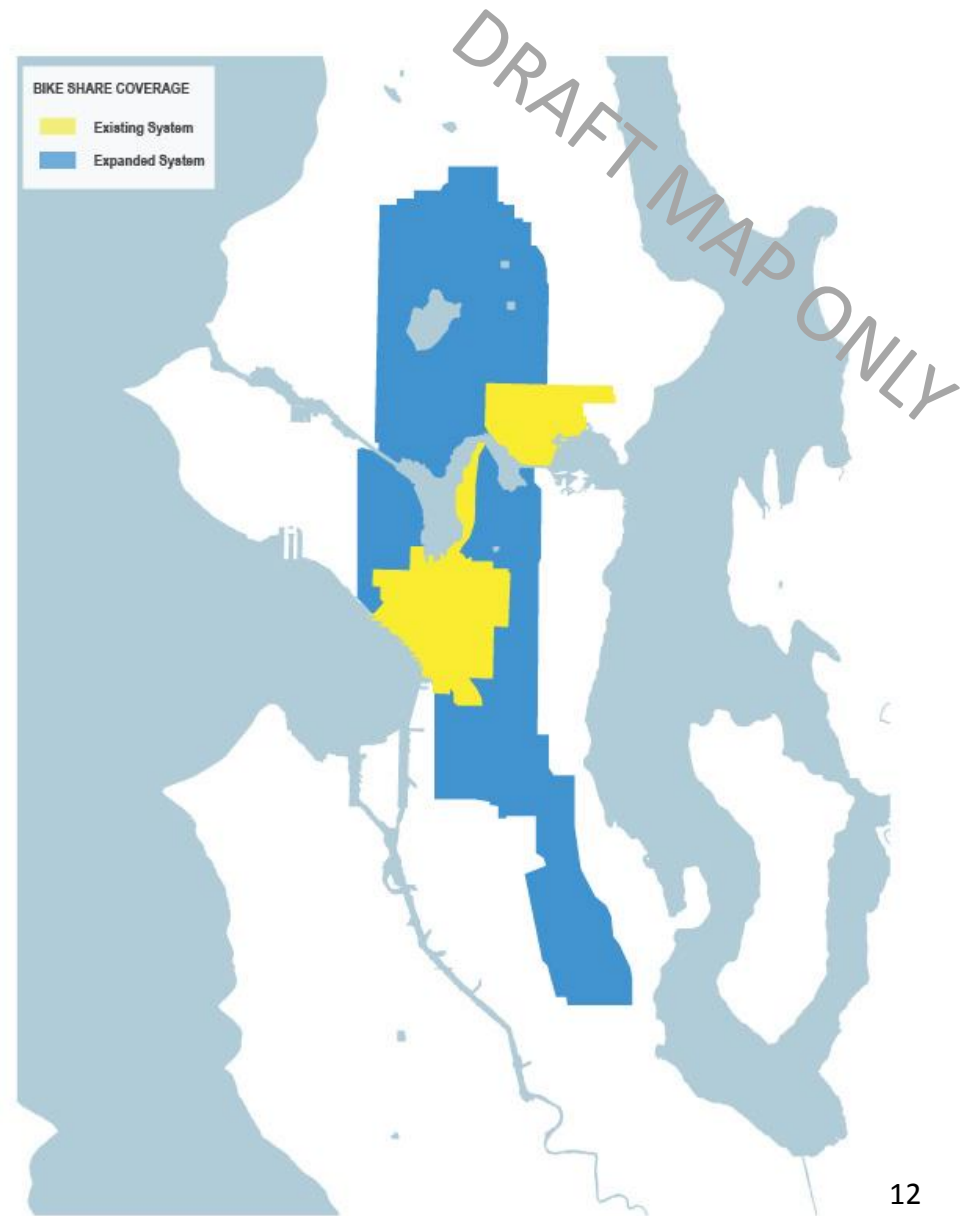 DRAFT MAP ONLY
BIKE SHARE COVERAGE
Existing System
Expanded System
12